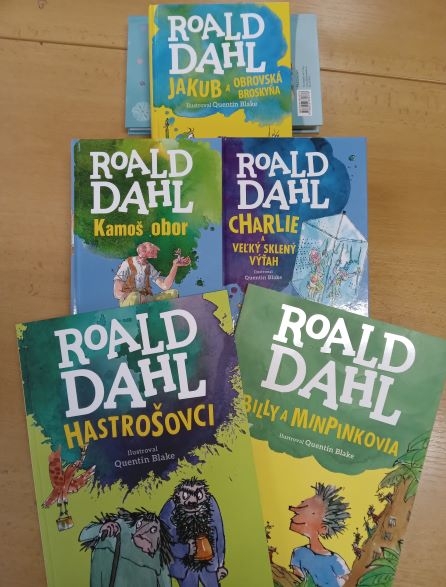 ROALD
DAHL
JAKUB A OBROVSKÁ
BROSKYŇA
Ilustroval Quentin Blake
ROALD
DAHL
Kamoš obor
ROALD
DAHL
CHARLIE
A
VEĽKÝ SKLENÝ
VÝŤAH
Ilustroval
Quentin Blake
ROALD
DAHL
HASTROŠOVCI
Ilustroval
Quentin Blake
ROALD
DAHL
BILLY A MINPINKOVIA
Ilustroval Quentin Blake